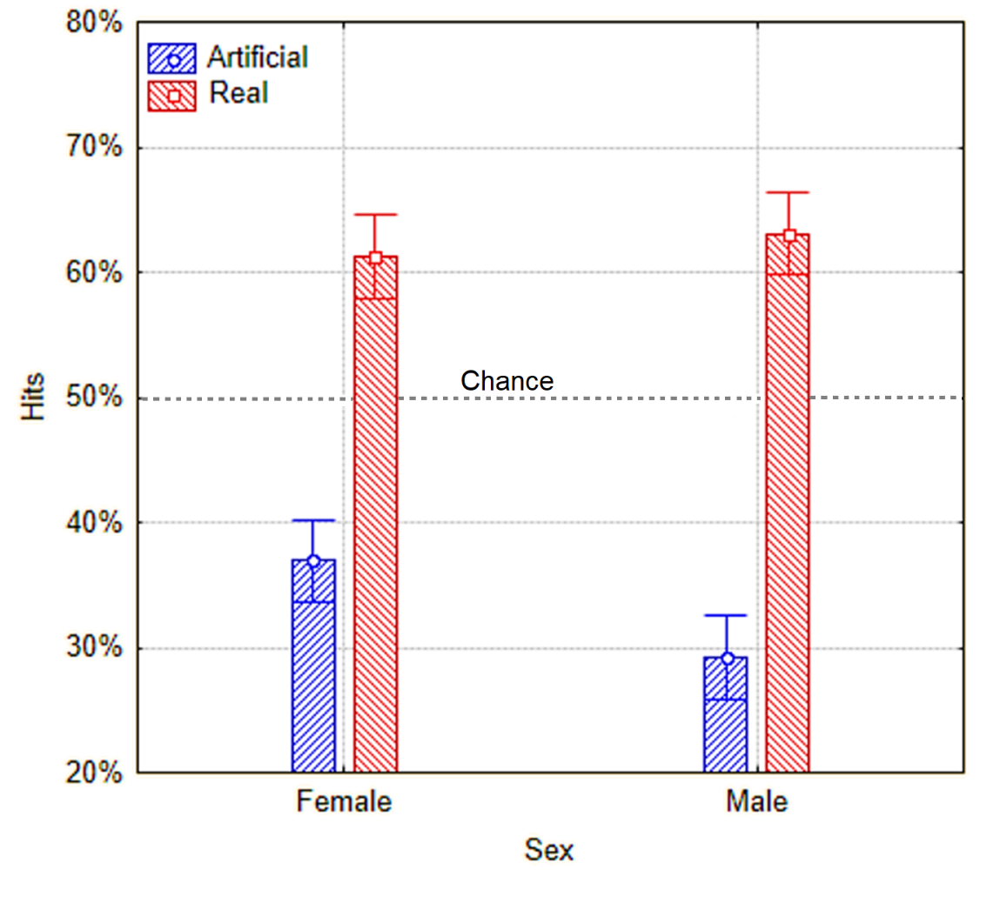 80%
Artificial
Real
70%
60%
Chance
50%
Hits
40%
30%
20%
Female Male
Sex